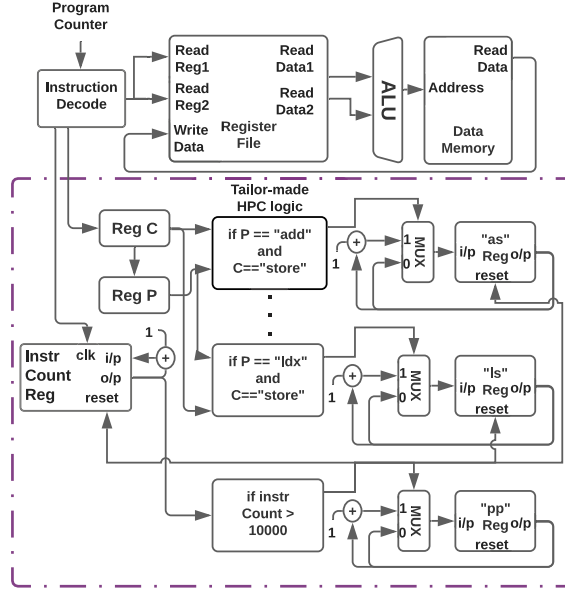 Program
Counter
Instruction
Decode
Read
Reg1
Read
Reg2
Write
Data
Read
Data1
Read
Data2
Register
File
ALU
Read
Data
Address
Data
Memory
Tailor-made
HPC logic
Reg C
Reg P
if P == "add"
and
C=="store"
+
1
1
0
MUX
"as"
i/p Reg o/p
reset
Instr
Count
Reg
clk
i/p
o/p
reset
1
+
if P == "ldx"
and
C=="store"
+
1
1
0
MUX
"ls"
i/p Reg o/p
reset
if instr
Count >
10000
+
1
1
0
MUX
"pp"
i/p Reg o/p
reset